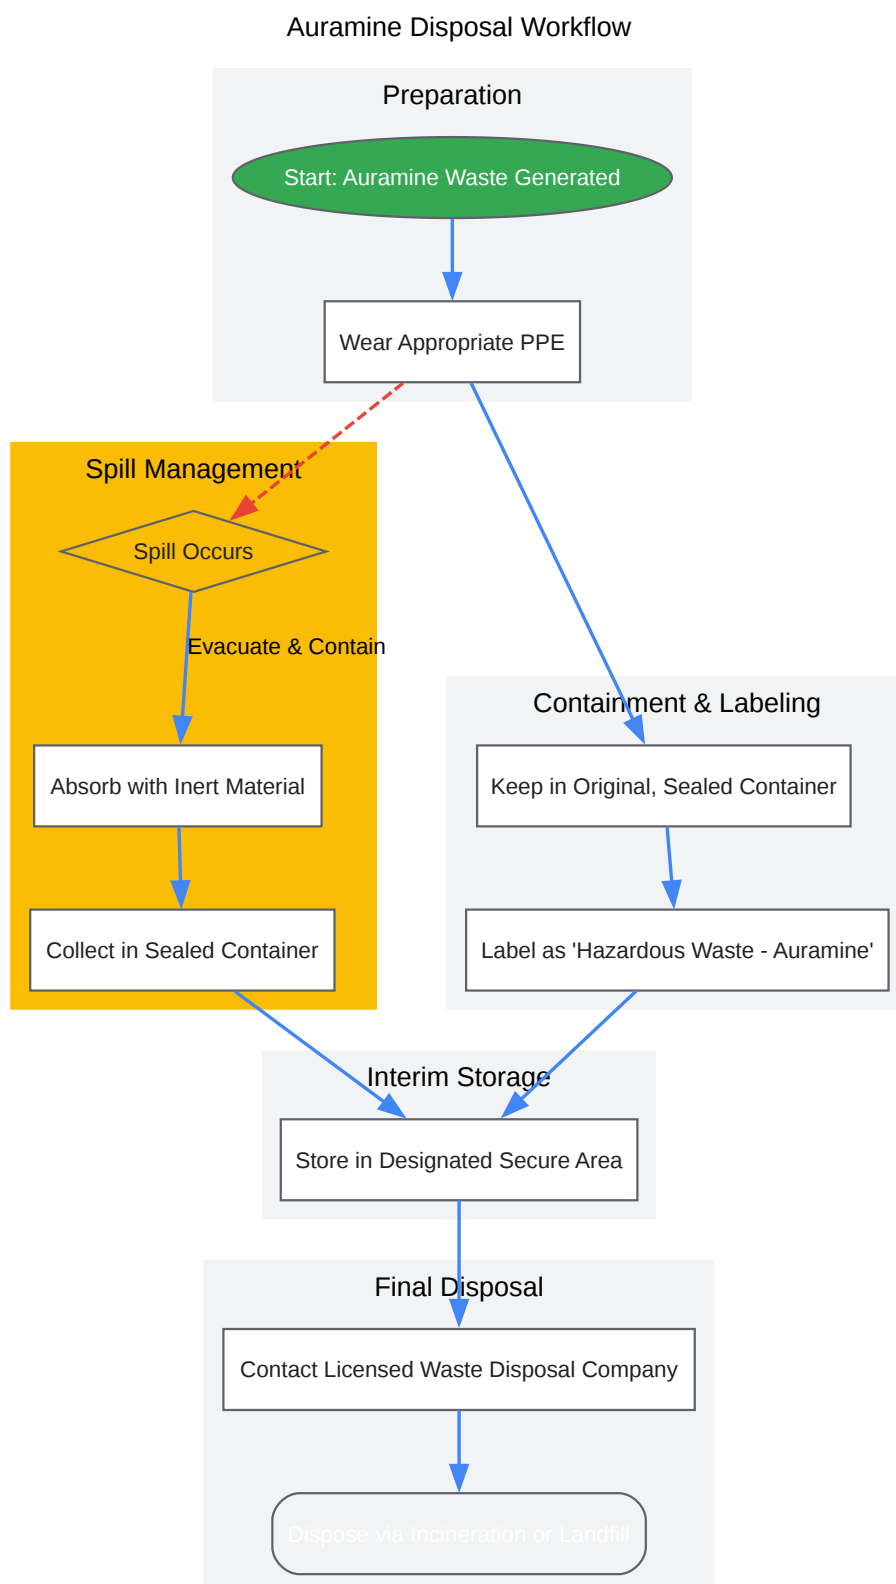 Auramine Disposal Workflow
Preparation
Start: Auramine Waste Generated
Wear Appropriate PPE
Spill Management
Spill Occurs
Evacuate & Contain
Absorb with Inert Material
Collect in Sealed Container
Containment & Labeling
Keep in Original, Sealed Container
Label as 'Hazardous Waste - Auramine'
Interim Storage
Store in Designated Secure Area
Final Disposal
Contact Licensed Waste Disposal Company
Dispose via Incineration or Landfill